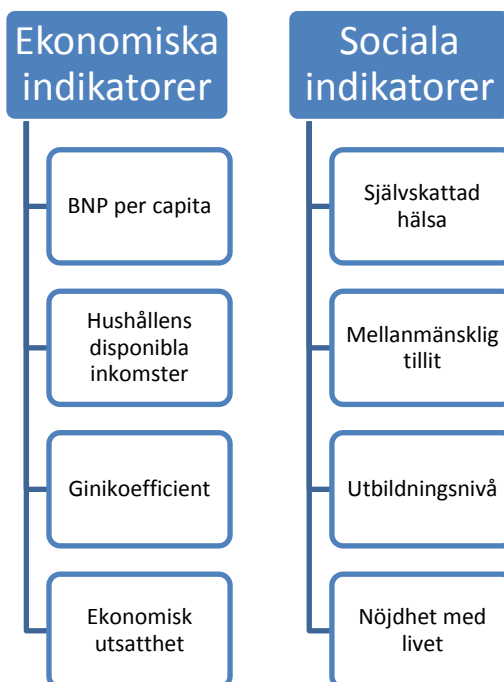 Ekonomiska
indikatorer
BNP per capita
Hushållens
disponibla
inkomster
Ginikoefficient
Ekonomisk
utsatthet
Sociala
indikatorer
Självskattad
hälsa
Mellanmänsklig
tillit
Utbildningsnivå
Nöjdhet med
livet